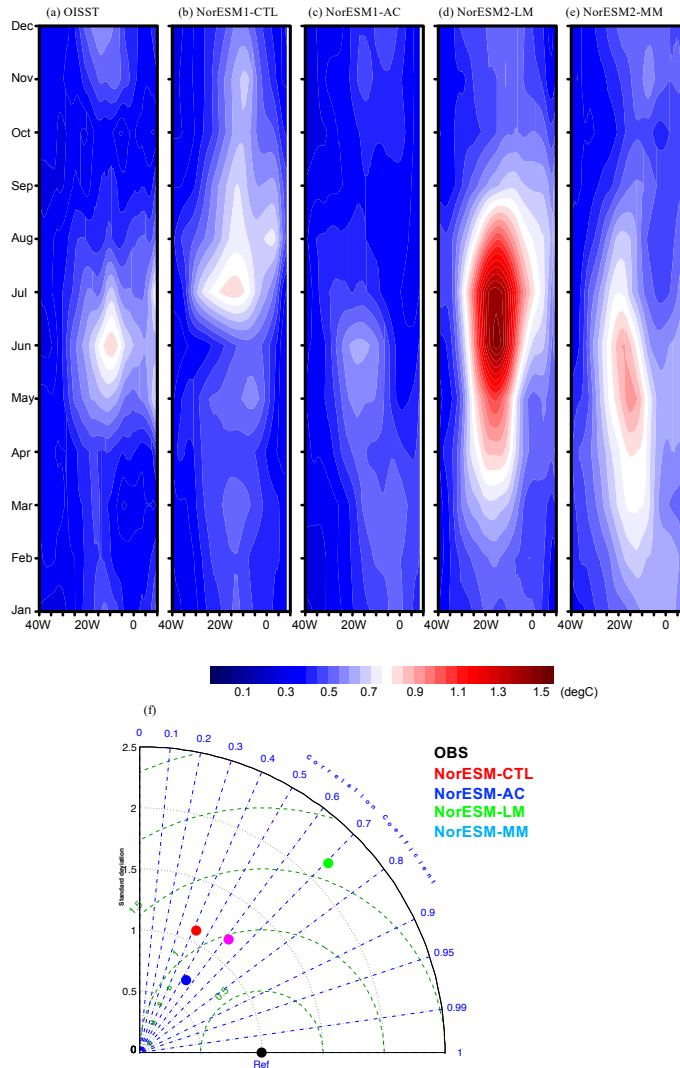 (a) OISST (b) NorESM1-CTL (c) NorESM1-AC (d) NorESM2-LM (e) NorESM2-MM
Dec
Nov
Oct
Sep
Aug
Jul
Jun
May
Apr
Mar
Feb
Jan
40W 20W 0 40W 20W 0 40W 20W 0 40W 20W 0 40W 20W 0
0.1 0.3 0.5 0.7 0.9 1.1 1.3 1.5 (degC)
(f)
0 0.1 0.2 0.3 0.4 0.5 0.6 0.7 0.8 0.9 0.95 0.99 1
Correlation Coefficient
2.5
2
1.5
1
0.5
0
Standard deviation
1.5
1
0.5
Ref
OBS
NorESM-CTL
NorESM-AC
NorESM-LM
NorESM-MM